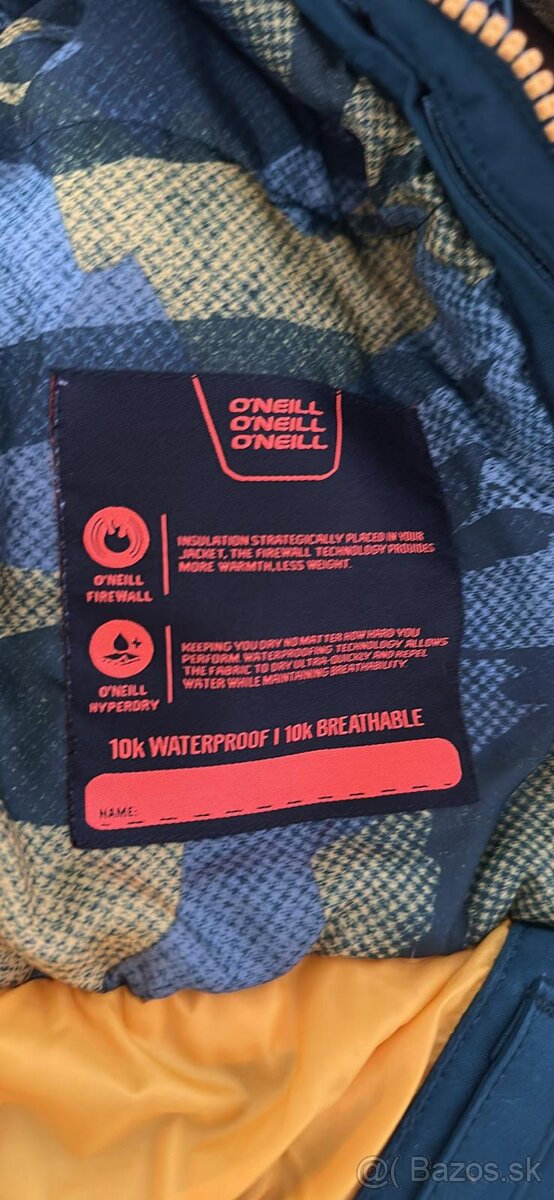 O'NEILL
O'NEILL
O'NEILL
O'NEILL
FIREWALL
INSULATION STRATEGICALLY PLACED IN YOUR
JACKET, THE FIREWALL TECHNOLOGY PROVIDES
MORE WARMTH, LESS WEIGHT.
O'NEILL
HYPERDRY
KEEPING YOU DRY NO MATTER HOW HARD YOU
PERFORM. WATERPROOFING TECHNOLOGY ALLOWS
THE FABRIC TO DRY ULTRA-QUICKLY AND REPEL
WATER WHILE MAINTAINING BREATHABILITY.
10K WATERPROOF | 10K BREATHABLE
NAME:
@( Bazos.sk